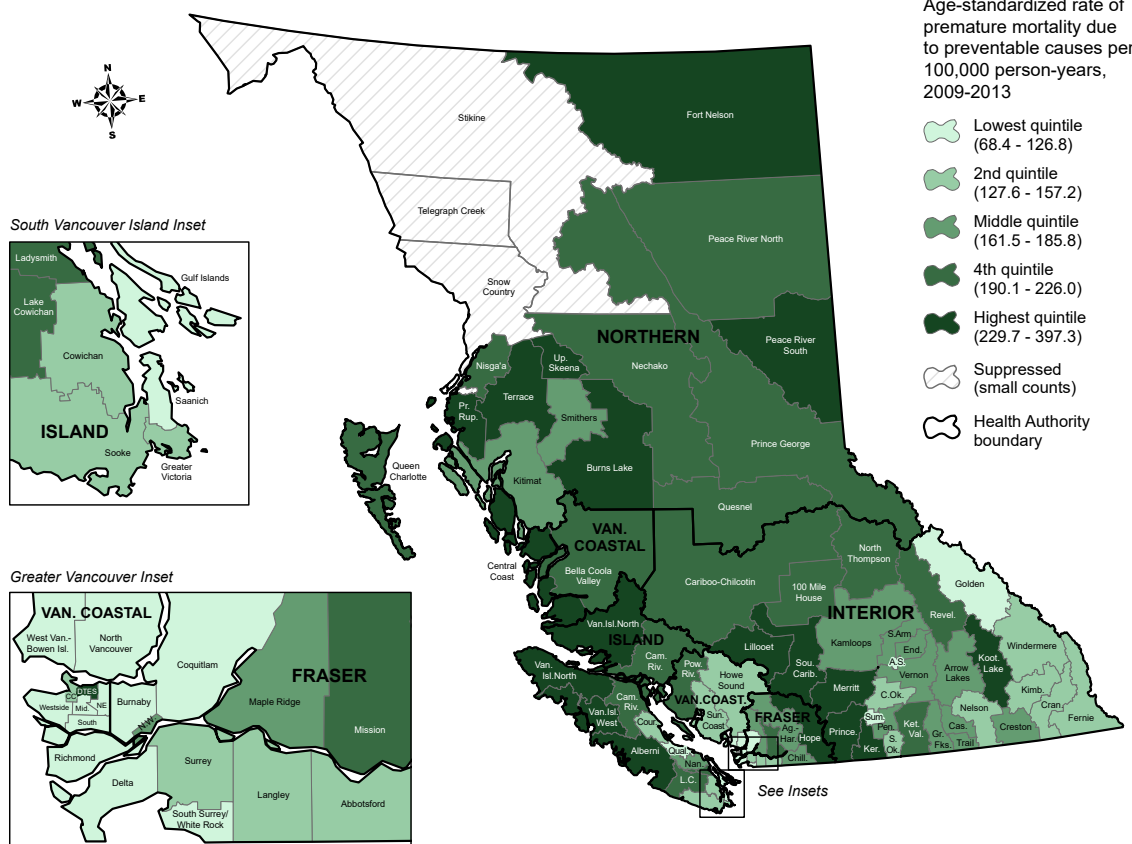 Age-standardized rate of
premature mortality due
to preventable causes per
100,000 person-years,
2009-2013
Lowest quintile
(68.4 - 126.8)
2nd quintile
(127.6 - 157.2)
Middle quintile
(161.5 - 185.8)
4th quintile
(190.1 - 226.0)
Highest quintile
(229.7 - 397.3)
Suppressed
(small counts)
Health Authority
boundary
N
W
E
S
Stikine
Fort Nelson
Telegraph Creek
Peace River North
Snow
Country
NORTHERN
Peace River
South
Nisga'a
Up.
Skeena
Nechako
Pr.
Rup.
Terrace
Smithers
Prince George
Queen
Charlotte
Kitimat
Burns Lake
Quesnel
VAN.
COASTAL
Central
Coast
Bella Coola
Valley
Cariboo-Chilcotin
North
Thompson
100 Mile
House
Golden
INTERIOR
Revel.
Van.Isl.North
ISLAND
Lillooet
Kamloops
S.Arm.
End.
Windermere
Van.
Isl.North
Cam.
Riv.
Pow.
Riv.
Howe
Sound
Sou.
Carib.
A.S.
Vernon
Arrow
Lakes
Koot.
Lake
Merritt
C.Ok.
Kimb.
Cran.
Van.Isl.
West
Cam.
Riv.
VAN.COAST.
Cour.
Sun.
Coast
FRASER
Ag.-
Har.
Hope
Prince.
Sum.
Pen.
Ket.
Val.
Nelson
Fernie
Alberni
Qual.
Nan.
Chill.
Ker.
S.
Ok.
Gr.
Fks.
Cas.
Trail
Creston
L.C.
See Insets
South Vancouver Island Inset
Ladysmith
Gulf Islands
Lake
Cowichan
Cowichan
Saanich
ISLAND
Sooke
Greater
Victoria
Greater Vancouver Inset
VAN. COASTAL
West Van.-
Bowen Isl.
North
Vancouver
Coquitlam
FRASER
DTES
CC
Westside
Mid.
NE
South
Burnaby
N.W.
Maple Ridge
Mission
Richmond
Delta
Surrey
Langley
Abbotsford
South Surrey/
White Rock